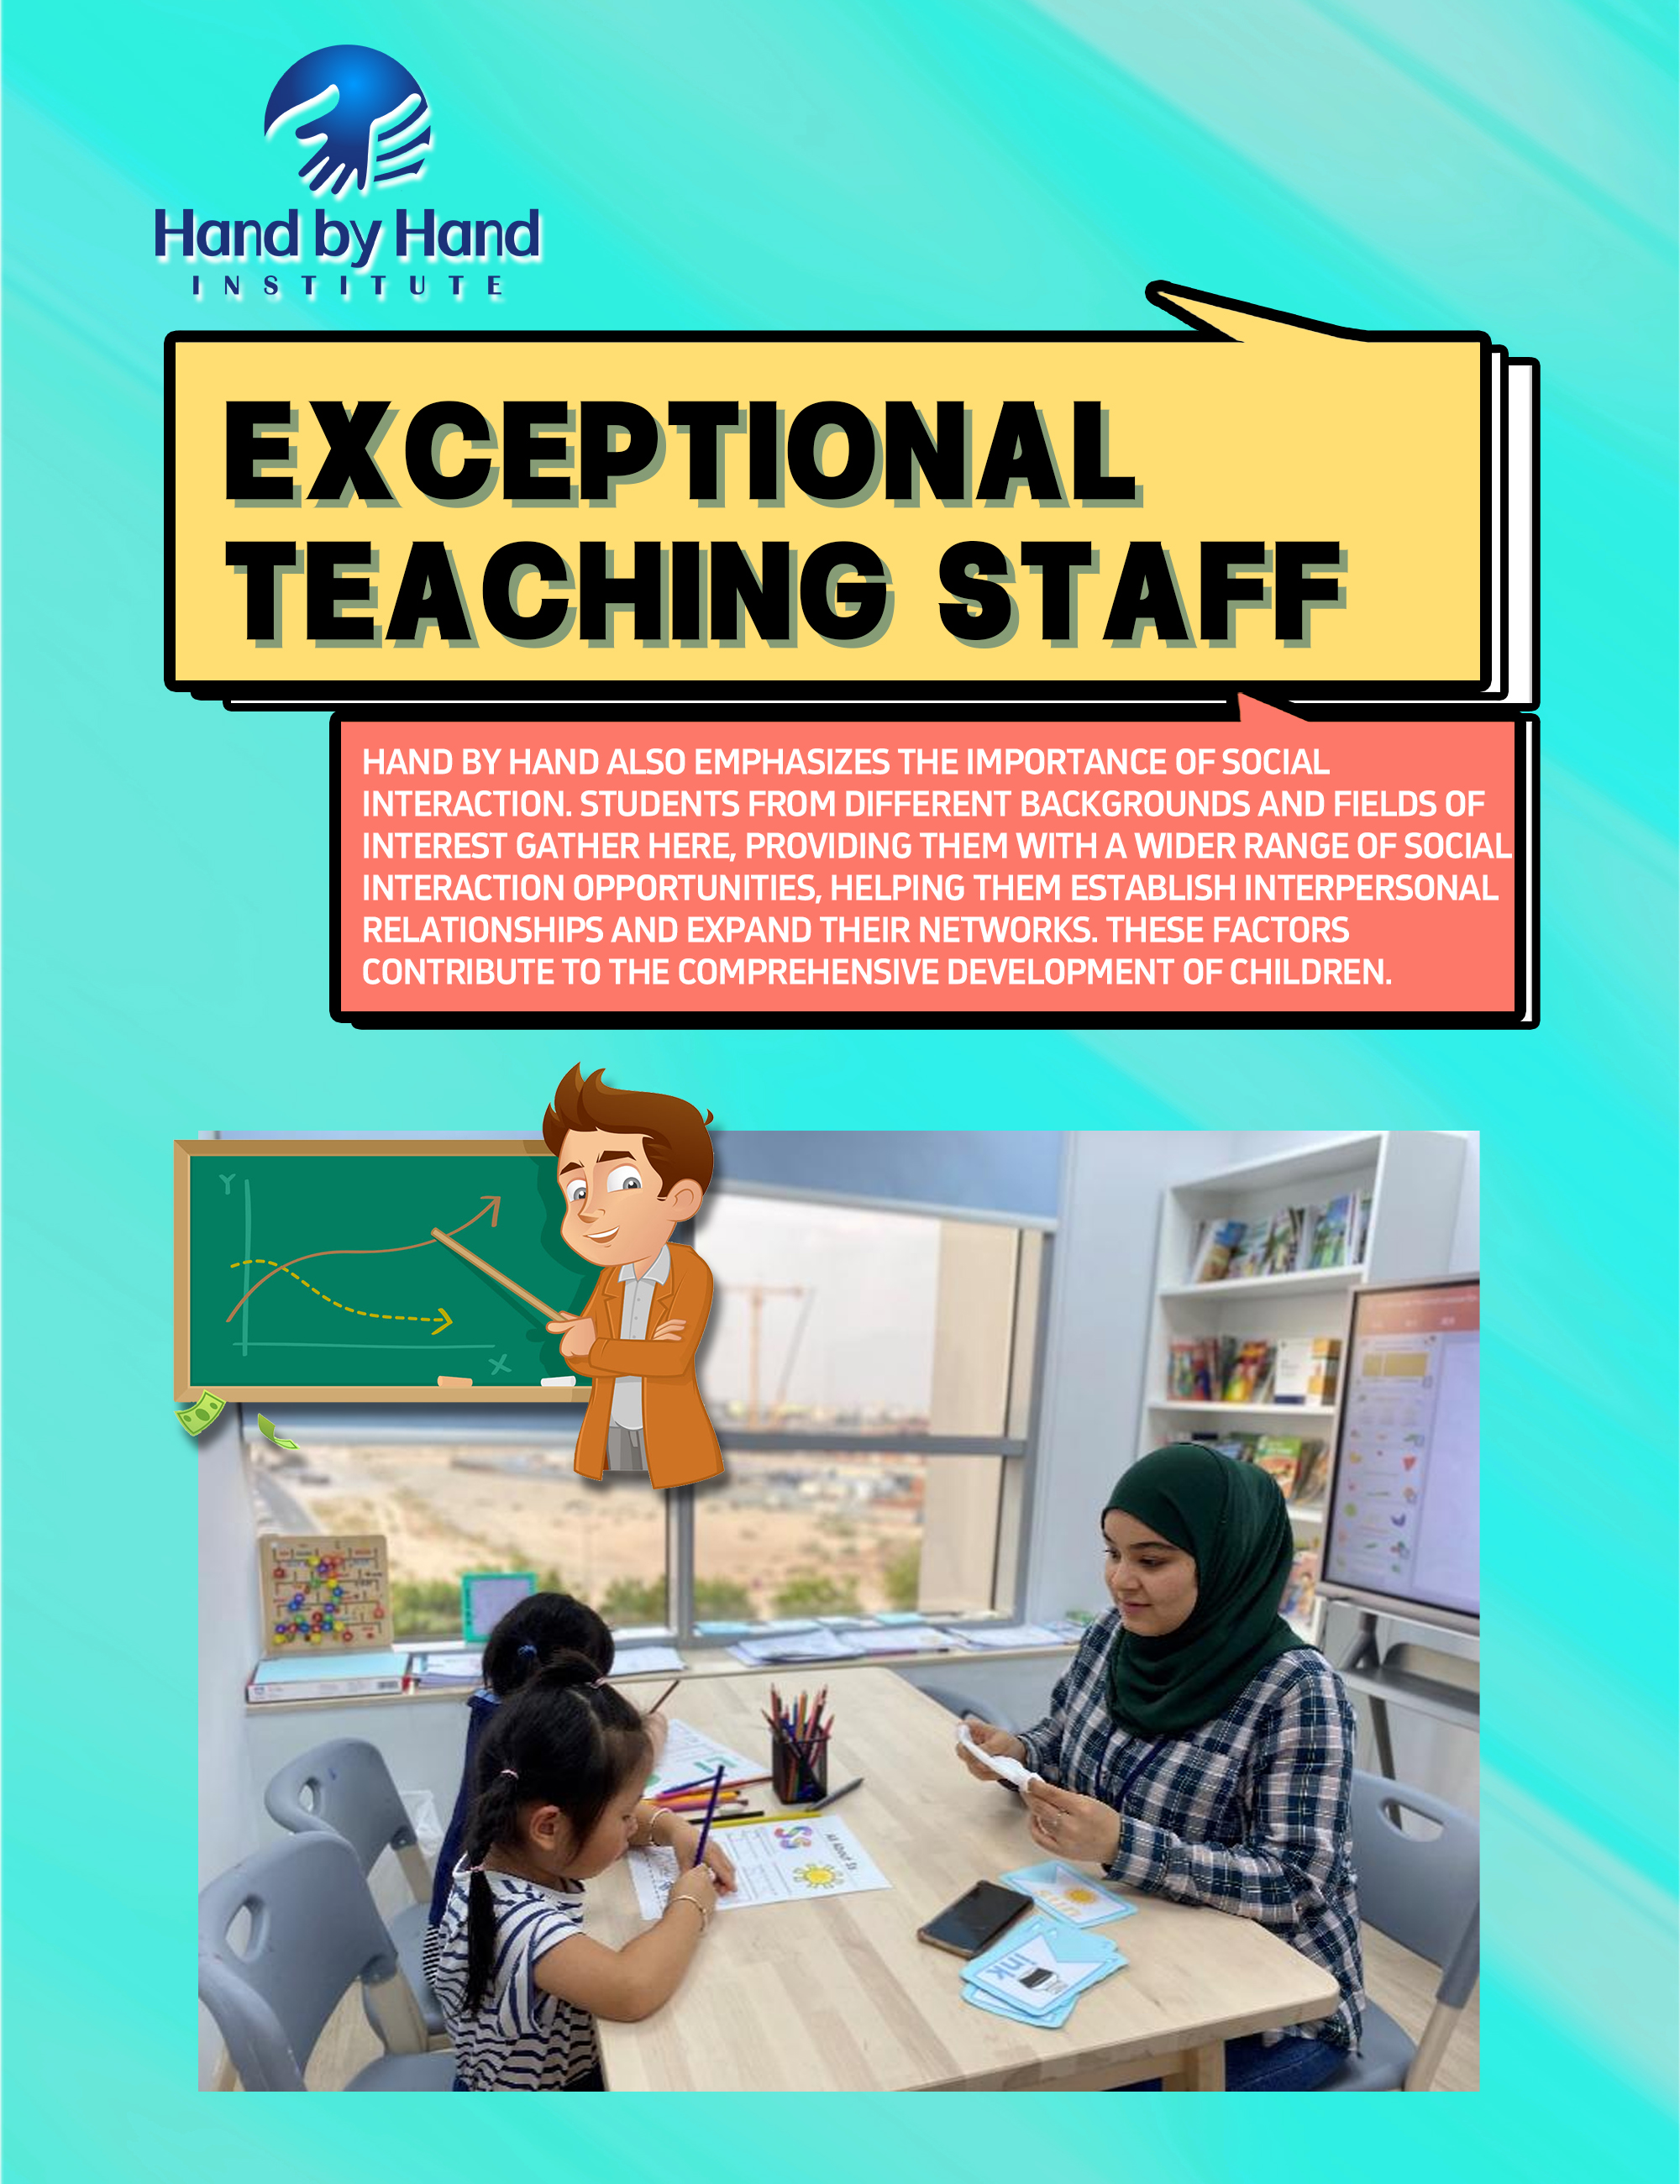 Hand by Hand
INSTITUTE
EXCEPTIONAL
TEACHING STAFF
HAND BY HAND ALSO EMPHASIZES THE IMPORTANCE OF SOCIAL
INTERACTION. STUDENTS FROM DIFFERENT BACKGROUNDS AND FIELDS OF
INTEREST GATHER HERE, PROVIDING THEM WITH A WIDER RANGE OF SOCIAL
INTERACTION OPPORTUNITIES, HELPING THEM ESTABLISH INTERPERSONAL
RELATIONSHIPS AND EXPAND THEIR NETWORKS. THESE FACTORS
CONTRIBUTE TO THE COMPREHENSIVE DEVELOPMENT OF CHILDREN.
Y
X
All About
sun
ink